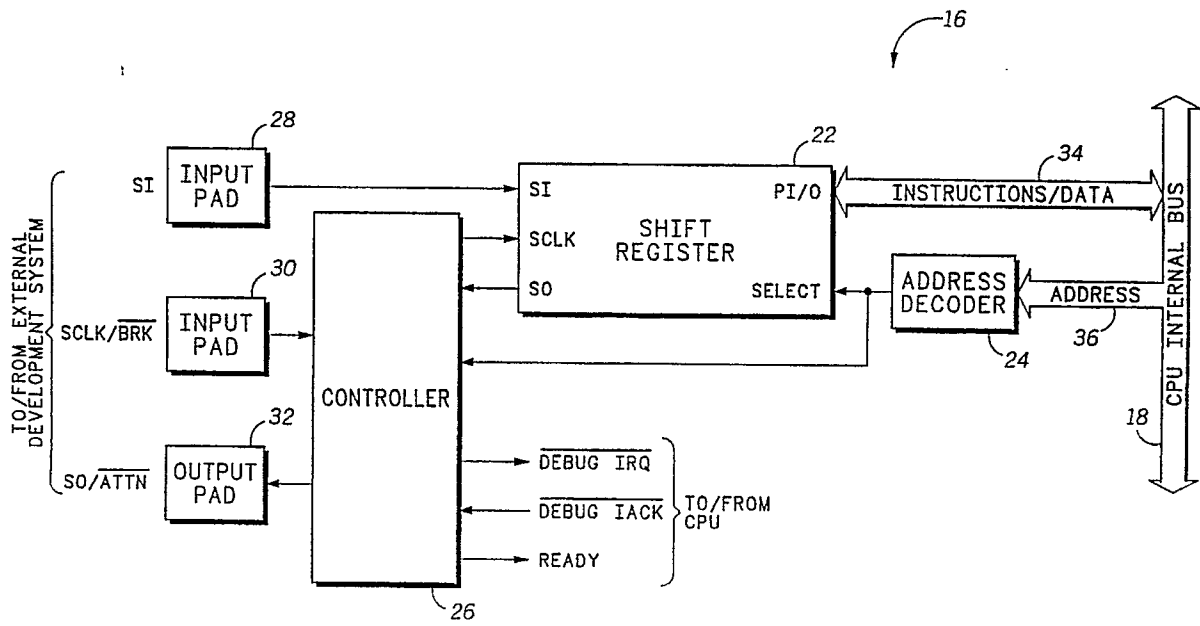 16
28
INPUT
PAD
SI
22
SI
PI/O
SHIFT
REGISTER
SCLK
SO
SELECT
34
INSTRUCTIONS/DATA
ADDRESS
DECODER
24
ADDRESS
36
CPU INTERNAL BUS
18
TO/FROM EXTERNAL
DEVELOPMENT SYSTEM
30
SCLK/BRK
INPUT
PAD
CONTROLLER
26
32
SO/ATTN
OUTPUT
PAD
DEBUG IRQ
DEBUG IACK
READY
TO/FROM
CPU